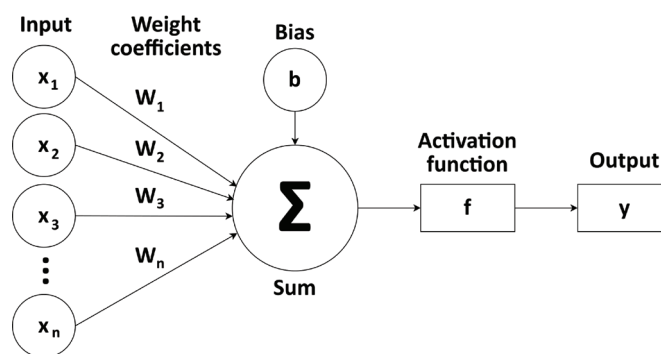 Input
Weight
coefficients
Bias
x1
W1
b
x2
W2
Activation
function
Output
x3
W3
Σ
f
y
Wn
Sum
xn